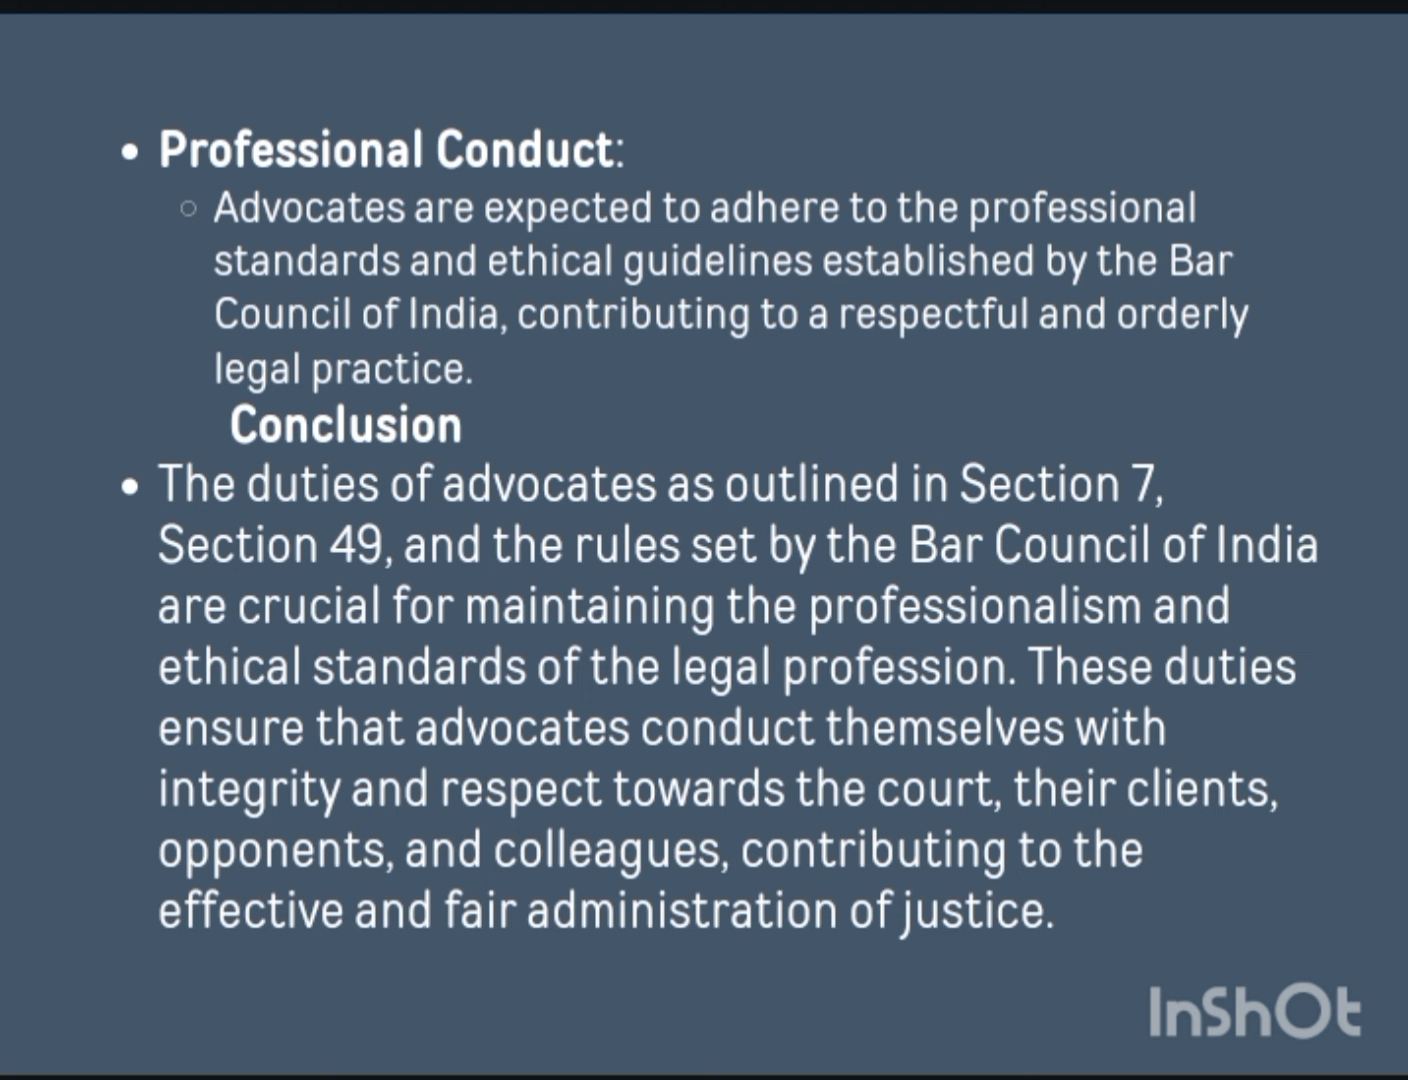 • Professional Conduct:
○ Advocates are expected to adhere to the professional
standards and ethical guidelines established by the Bar
Council of India, contributing to a respectful and orderly
legal practice.
Conclusion
• The duties of advocates as outlined in Section 7,
Section 49, and the rules set by the Bar Council of India
are crucial for maintaining the professionalism and
ethical standards of the legal profession. These duties
ensure that advocates conduct themselves with
integrity and respect towards the court, their clients,
opponents, and colleagues, contributing to the
effective and fair administration of justice.
InShOt